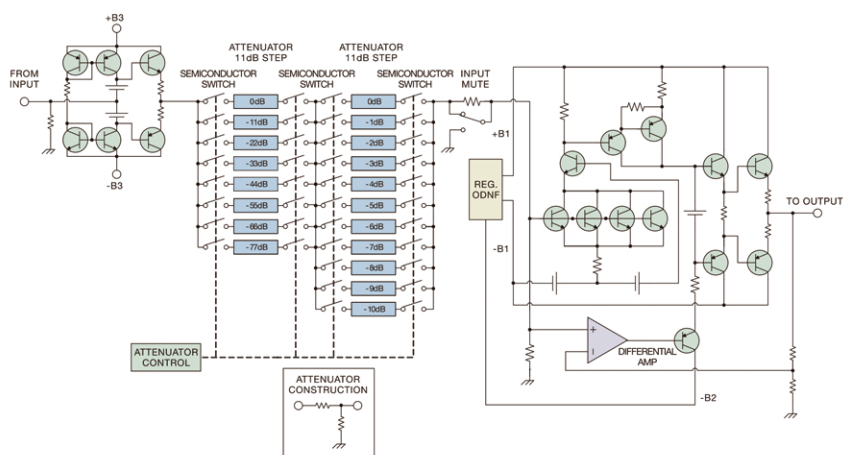 +B3
FROM
INPUT
-B3
ATTENUATOR
11dB STEP
ATTENUATOR
11dB STEP
SEMICONDUCTOR
SWITCH
SEMICONDUCTOR
SWITCH
SEMICONDUCTOR
SWITCH
INPUT
MUTE
0dB
-11dB
-22dB
-33dB
-44dB
-55dB
-66dB
-77dB
0dB
-1dB
-2dB
-3dB
-4dB
-5dB
-6dB
-7dB
-8dB
-9dB
-10dB
+B1
REG.
ODNF
-B1
TO OUTPUT
+
-
DIFFERENTIAL
AMP
-B2
ATTENUATOR
CONTROL
ATTENUATOR
CONSTRUCTION